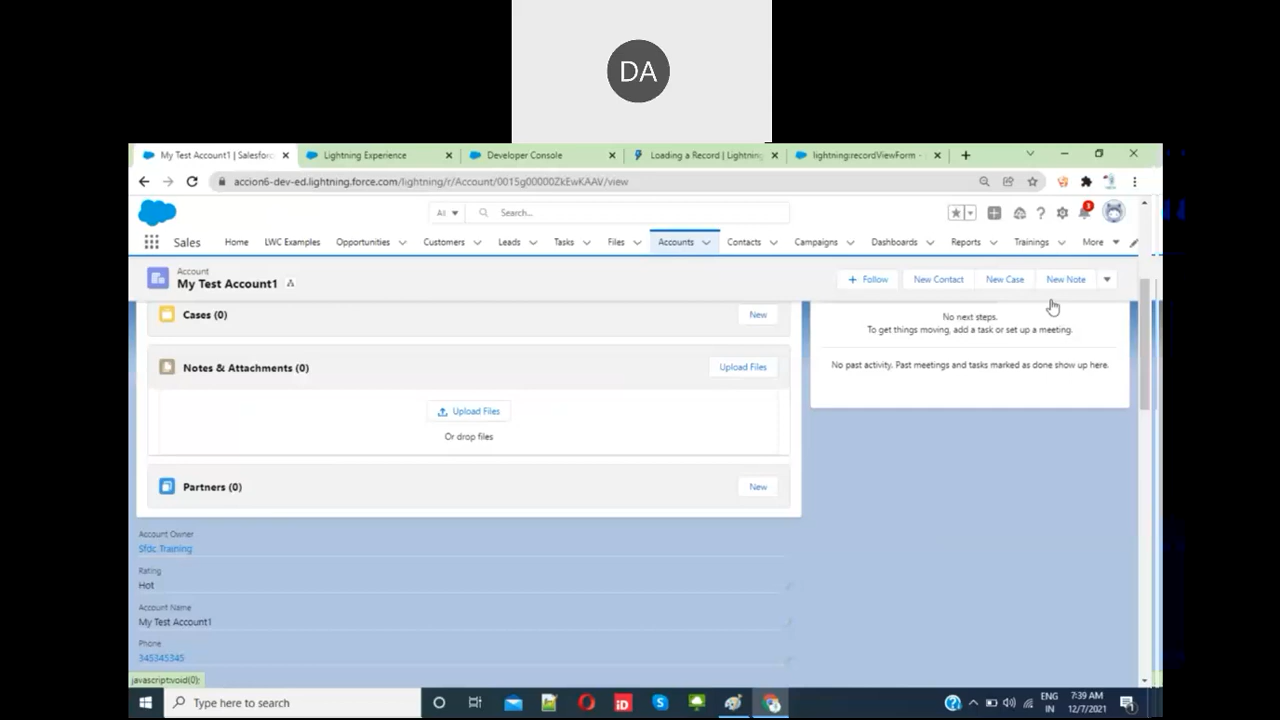 DA
My Test Account1 | Salesforc
Lightning Experience
Developer Console
Loading a Record | Lightning
lightning:recordViewForm -
accion6-dev-ed.lightning.force.com/lightning/r/Account/0015g00000ZkEwKAAV/view
All
Search...
3
Sales
Home
LWC Examples
Opportunities
Customers
Leads
Tasks
Files
Accounts
Contacts
Campaigns
Dashboards
Reports
Trainings
More
Account
My Test Account1
+ Follow
New Contact
New Case
New Note
Cases (0)
New
No next steps.
To get things moving, add a task or set up a meeting.
No past activity. Past meetings and tasks marked as done show up here.
Notes & Attachments (0)
Upload Files
Upload Files
Or drop files
Partners (0)
New
Account Owner
Sfdc Training
Rating
Hot
Account Name
My Test Account1
Phone
345345345
javascript:void(0);
Type here to search
iD
ENG
IN
7:39 AM
12/7/2021
1